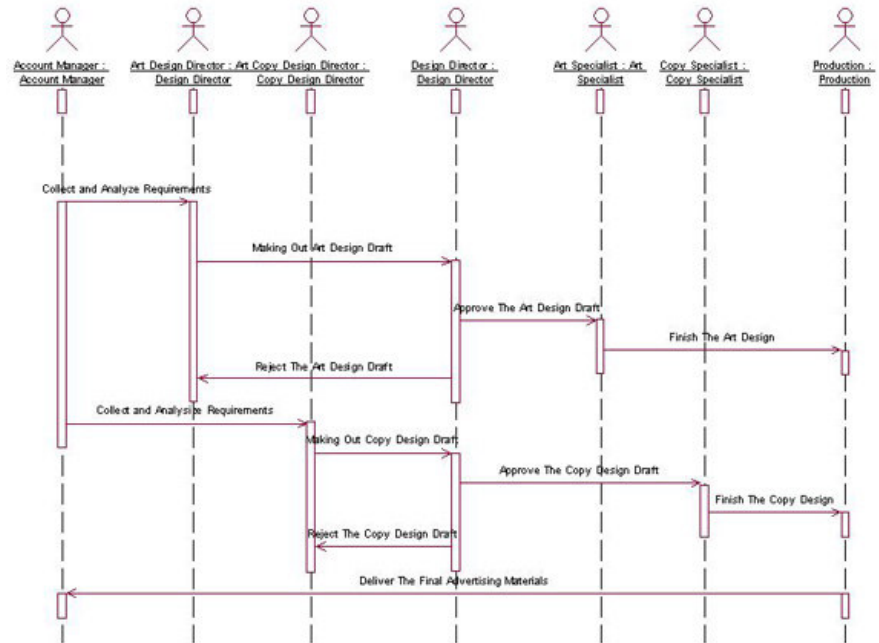 Account Manager :
Account Manager
Art Design Director : Art
Design Director
Copy Design Director :
Copy Design Director
Design Director :
Design Director
Art Specialist : Art
Specialist
Copy Specialist :
Copy Specialist
Production :
Production
Collect and Analyze Requirements
Making Out Art Design Draft
Approve The Art Design Draft
Finish The Art Design
Reject The Art Design Draft
Collect and Analysize Requirements
Making Out Copy Design Draft
Approve The Copy Design Draft
Finish The Copy Design
Reject The Copy Design Draft
Deliver The Final Advertising Materials